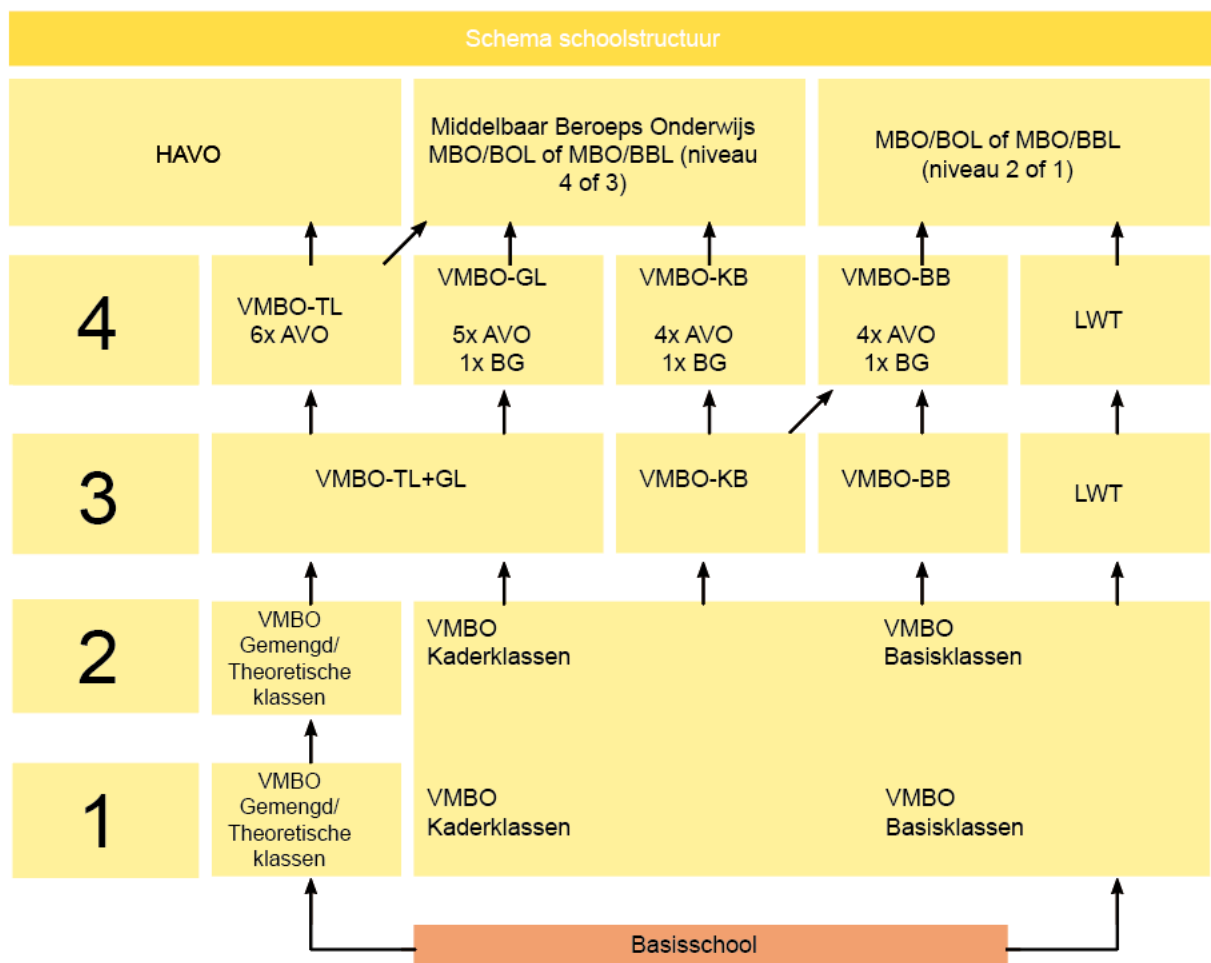 Schema schoolstructuur
HAVO
Middelbaar Beroeps Onderwijs
MBO/BOL of MBO/BBL (niveau
4 of 3)
MBO/BOL of MBO/BBL
(niveau 2 of 1)
4
VMBO-TL
6x AVO
VMBO-GL
5x AVO
1x BG
VMBO-KB
4x AVO
1x BG
VMBO-BB
4x AVO
1x BG
LWT
3
VMBO-TL+GL
VMBO-KB
VMBO-BB
LWT
2
VMBO
Gemengd/
Theoretische
klassen
VMBO
Kaderklassen
VMBO
Basisklassen
1
VMBO
Gemengd/
Theoretische
klassen
VMBO
Kaderklassen
VMBO
Basisklassen
Basisschool